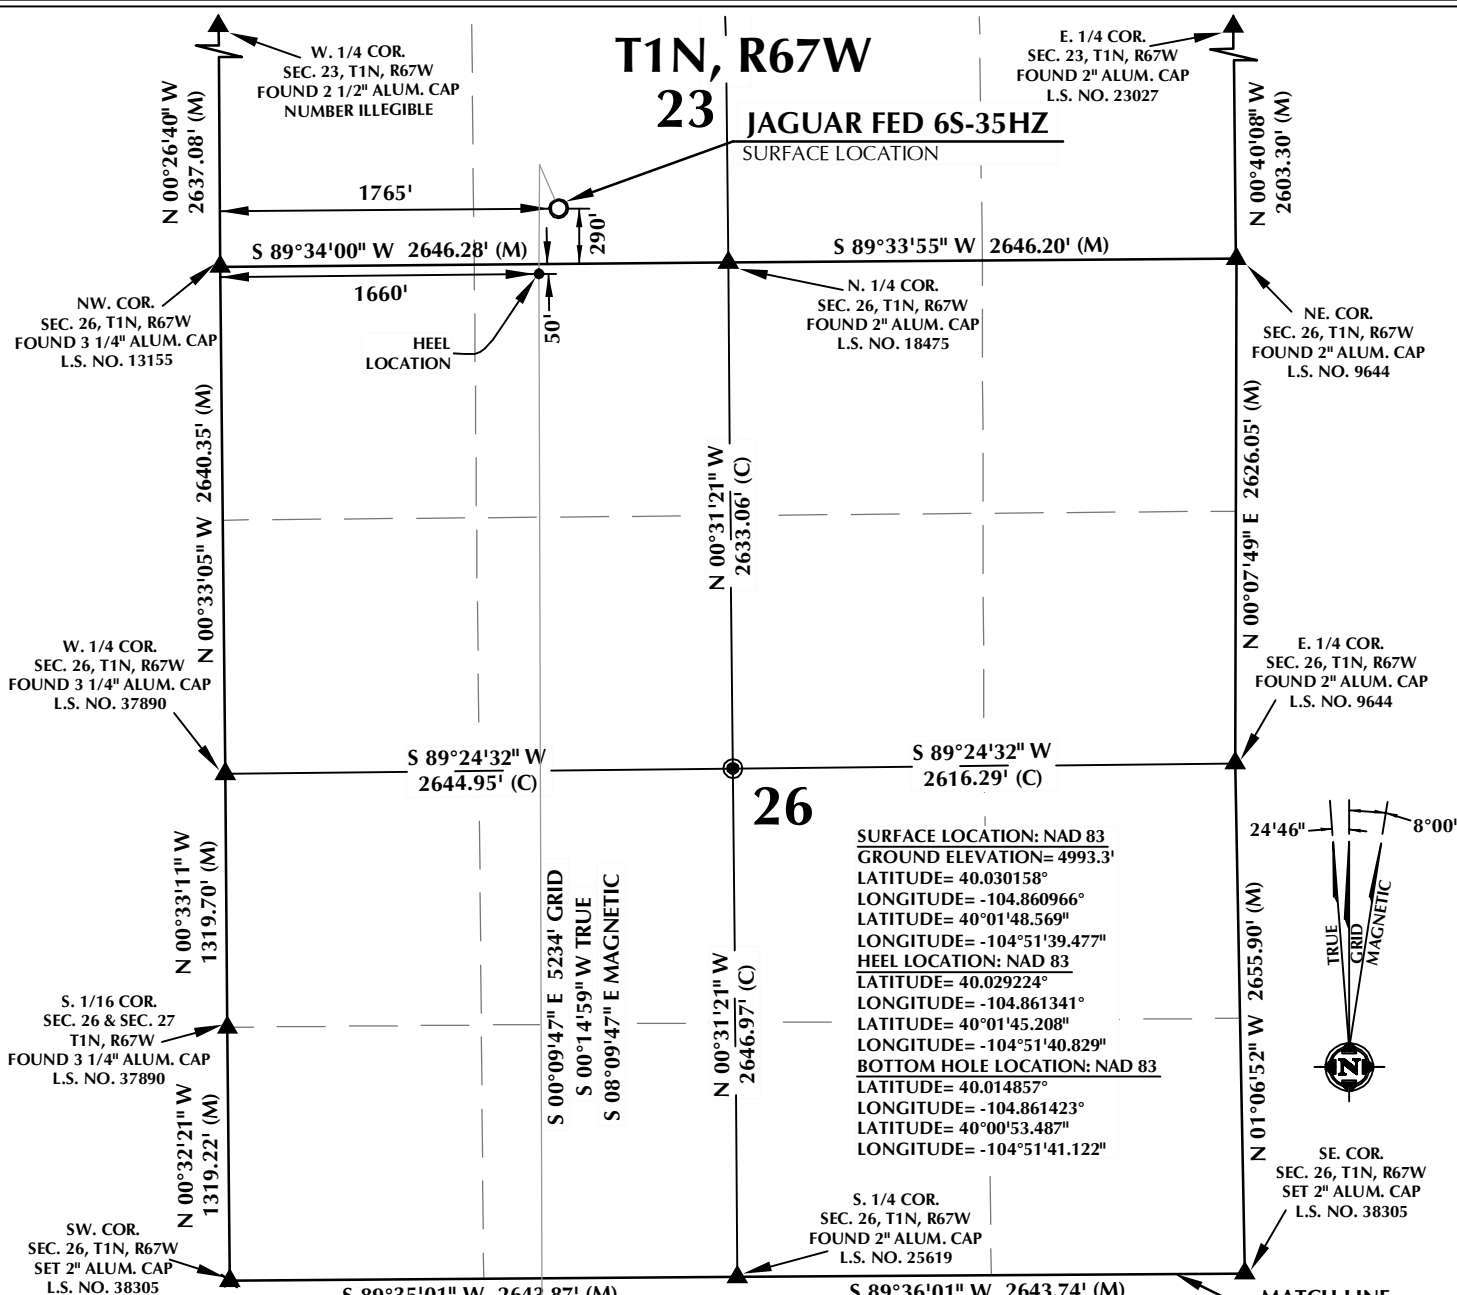 T1N, R67W
23
W. 1/4 COR.
SEC. 23, T1N, R67W
FOUND 2 1/2" ALUM. CAP
NUMBER ILLEGIBLE
E. 1/4 COR.
SEC. 23, T1N, R67W
FOUND 2" ALUM. CAP
L.S. NO. 23027
N 00°26'40" W
2637.08' (M)
N 00°40'08" W
2603.30' (M)
JAGUAR FED 6S-35HZ
SURFACE LOCATION
1765'
290'
S 89°34'00" W 2646.28' (M)
S 89°33'55" W 2646.20' (M)
1660'
50'
HEEL
LOCATION
NW. COR.
SEC. 26, T1N, R67W
FOUND 3 1/4" ALUM. CAP
L.S. NO. 13155
N. 1/4 COR.
SEC. 26, T1N, R67W
FOUND 2" ALUM. CAP
L.S. NO. 18475
NE. COR.
SEC. 26, T1N, R67W
FOUND 2" ALUM. CAP
L.S. NO. 9644
N 00°33'05" W 2640.35' (M)
N 00°31'21" W
2633.06' (C)
N 00°07'49" E 2626.05' (M)
W. 1/4 COR.
SEC. 26, T1N, R67W
FOUND 3 1/4" ALUM. CAP
L.S. NO. 37890
E. 1/4 COR.
SEC. 26, T1N, R67W
FOUND 2" ALUM. CAP
L.S. NO. 9644
S 89°24'32" W
2644.95' (C)
S 89°24'32" W
2616.29' (C)
26
N 00°33'11" W
1319.70' (M)
S 00°09'47" E 5234' GRID
S 00°14'59" W TRUE
S 08°09'47" E MAGNETIC
N 00°31'21" W
2646.97' (C)
SURFACE LOCATION: NAD 83
GROUND ELEVATION= 4993.3'
LATITUDE= 40.030158°
LONGITUDE= -104.860966°
LATITUDE= 40°01'48.569"
LONGITUDE= -104°51'39.477"
HEEL LOCATION: NAD 83
LATITUDE= 40.029224°
LONGITUDE= -104.861341°
LATITUDE= 40°01'45.208"
LONGITUDE= -104°51'40.829"
BOTTOM HOLE LOCATION: NAD 83
LATITUDE= 40.014857°
LONGITUDE= -104.861423°
LATITUDE= 40°00'53.487"
LONGITUDE= -104°51'41.122"
N 01°06'52" W 2655.90' (M)
24'46"
8°00'
TRUE
GRID
MAGNETIC
N
S. 1/16 COR.
SEC. 26 & SEC. 27
T1N, R67W
FOUND 3 1/4" ALUM. CAP
L.S. NO. 37890
N 00°32'21" W
1319.22' (M)
SW. COR.
SEC. 26, T1N, R67W
SET 2" ALUM. CAP
L.S. NO. 38305
S. 1/4 COR.
SEC. 26, T1N, R67W
FOUND 2" ALUM. CAP
L.S. NO. 25619
SE. COR.
SEC. 26, T1N, R67W
SET 2" ALUM. CAP
L.S. NO. 38305
S 89°35'01" W 2643.87' (M)
S 89°36'01" W 2643.74' (M)
MATCH LINE